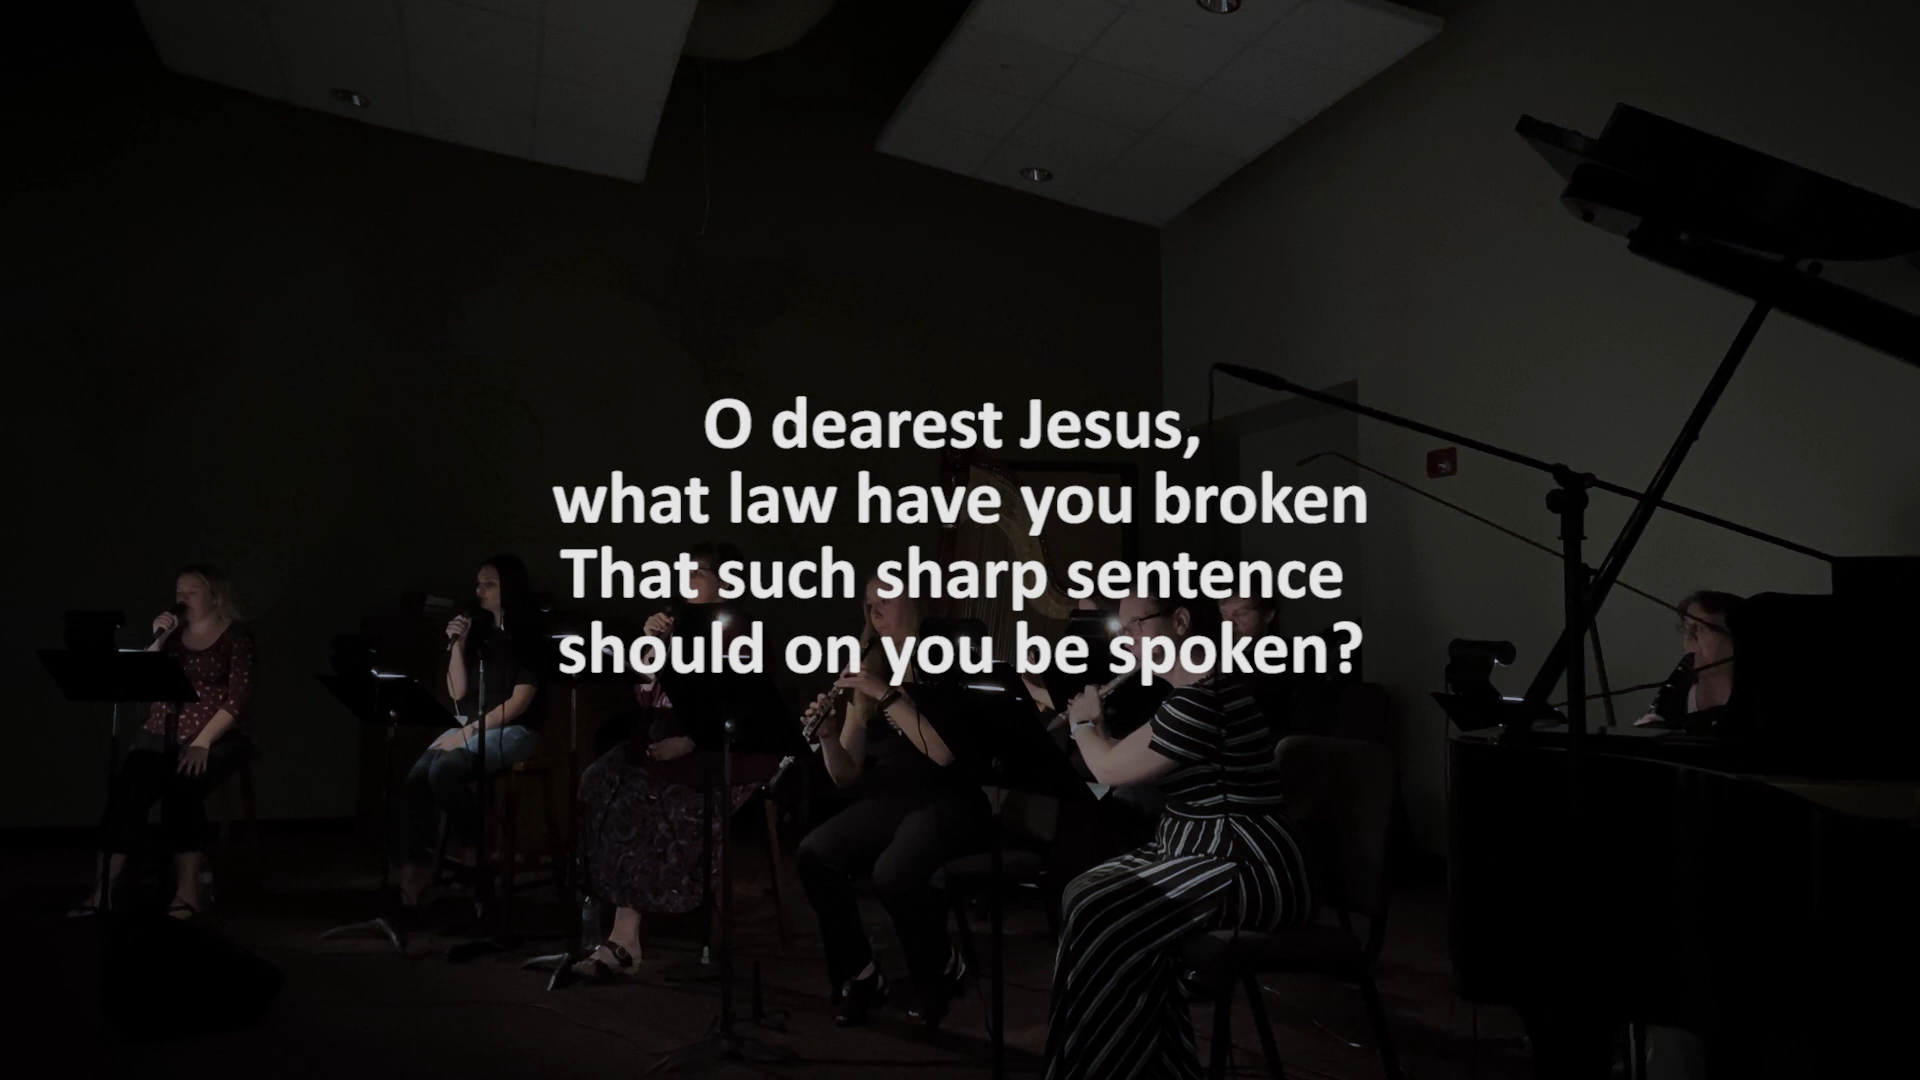 O dearest Jesus,
what law have you broken
That such sharp sentence
should on you be spoken?